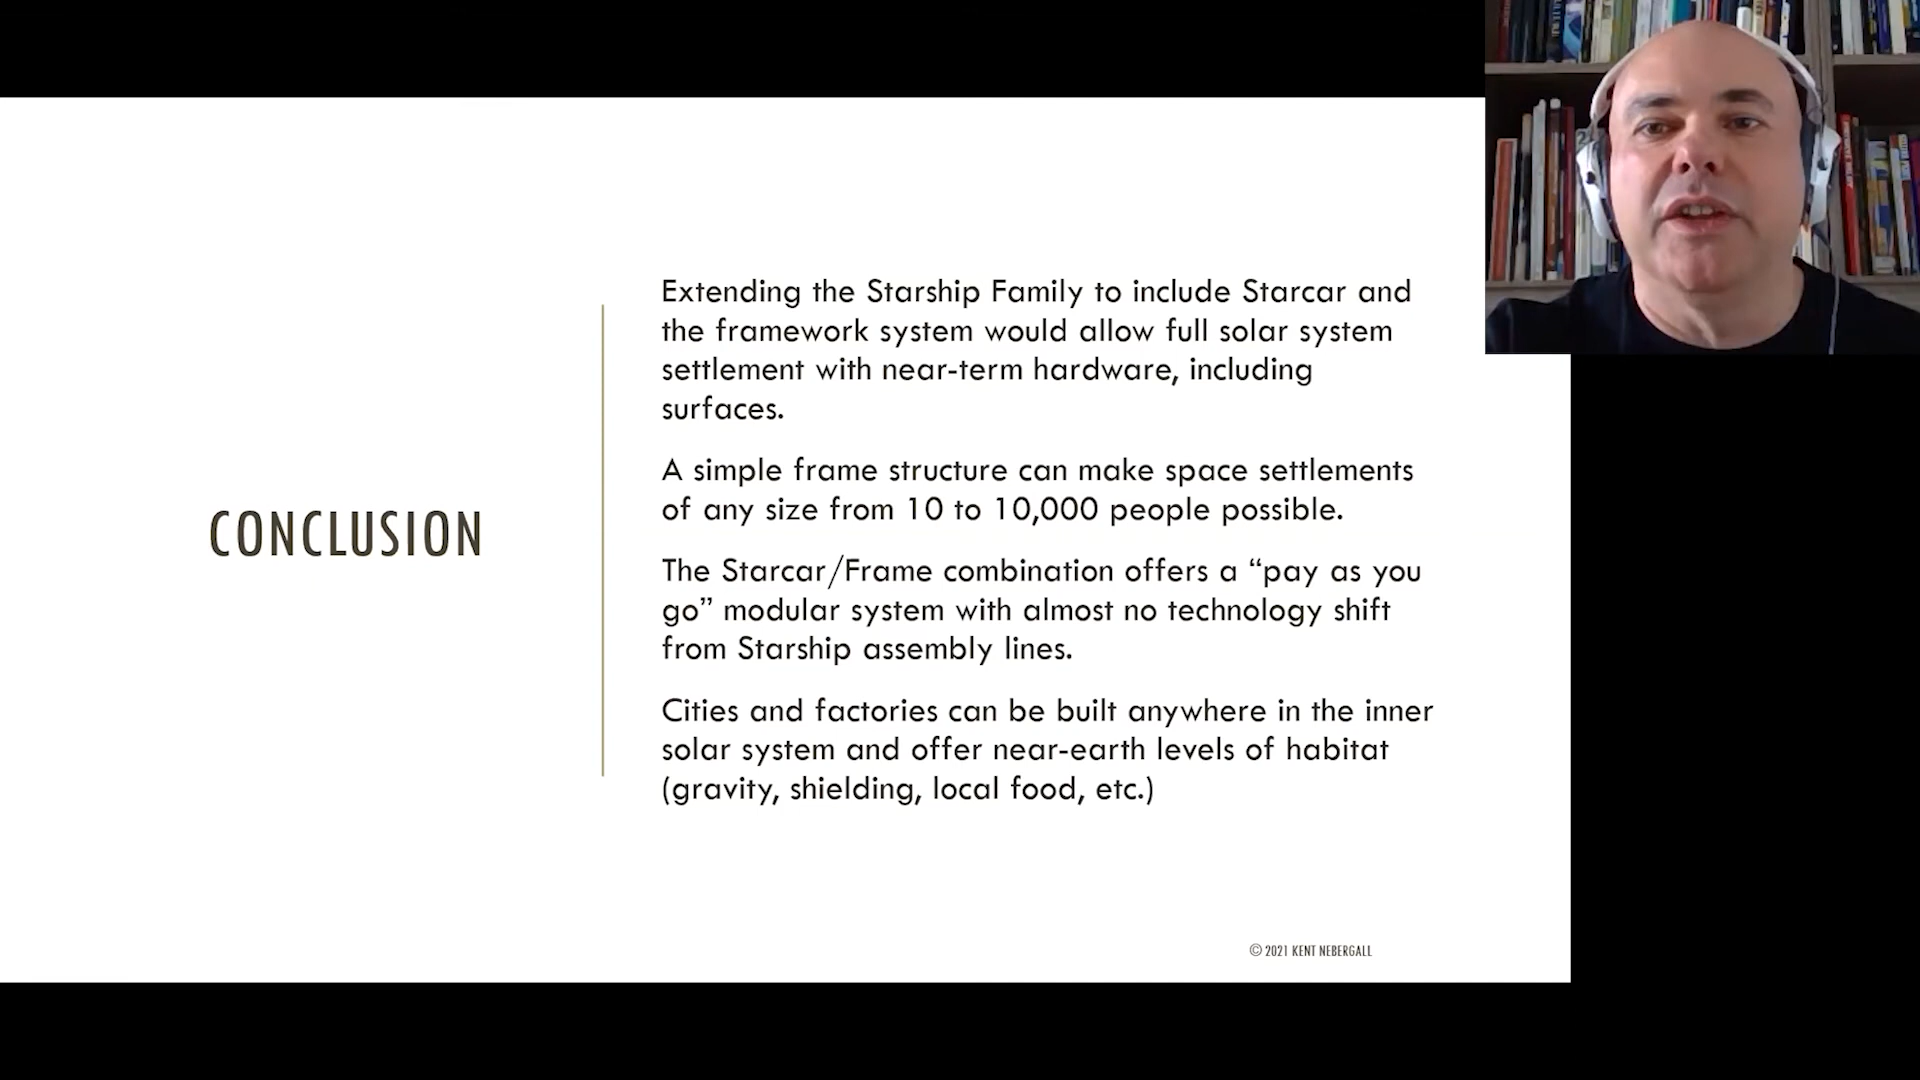 CONCLUSION
Extending the Starship Family to include Starcar and
the framework system would allow full solar system
settlement with near-term hardware, including
surfaces.
A simple frame structure can make space settlements
of any size from 10 to 10,000 people possible.
The Starcar/Frame combination offers a “pay as you
go” modular system with almost no technology shift
from Starship assembly lines.
Cities and factories can be built anywhere in the inner
solar system and offer near-earth levels of habitat
(gravity, shielding, local food, etc.)
© 2021 KENT NEBERGALL